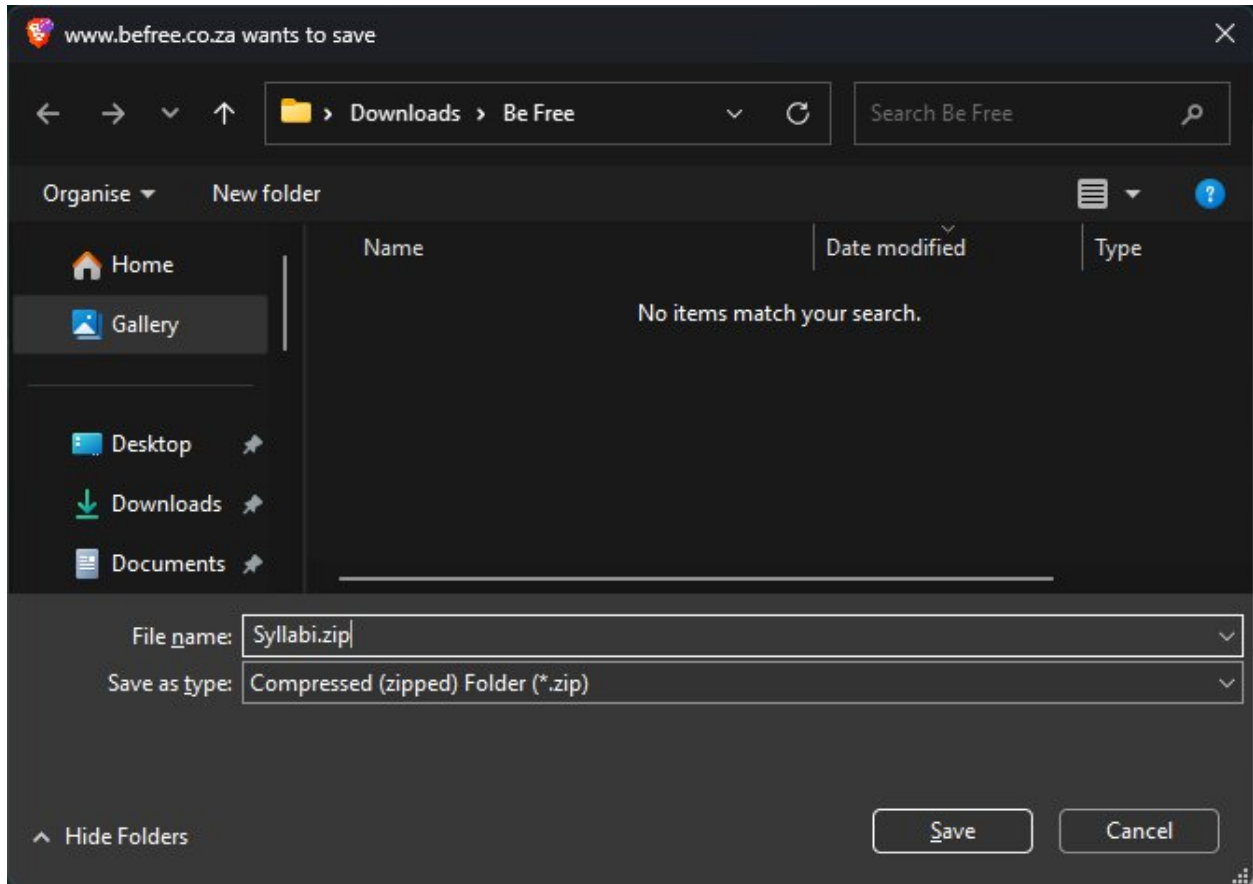 www.befree.co.za wants to save
Downloads > Be Free
Search Be Free
Organise
New folder
Name
Date modified
Type
Home
Gallery
No items match your search.
Desktop
Downloads
Documents
File name: Syllabi.zip
Save as type: Compressed (zipped) Folder (*.zip)
Hide Folders
Save
Cancel